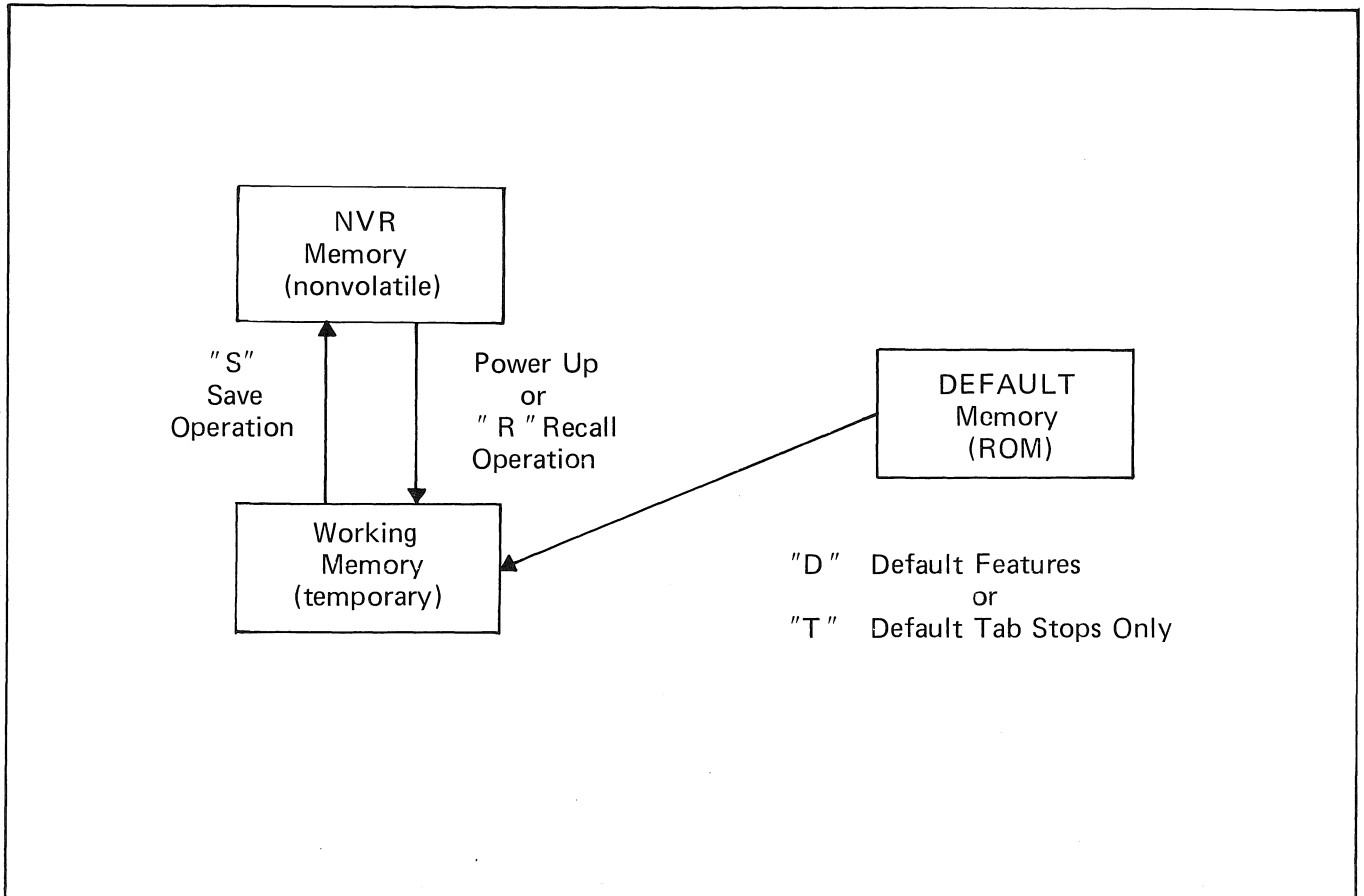 NVR
Memory
(nonvolatile)
"S"
Save
Operation
Power Up
or
"R" Recall
Operation
DEFAULT
Memory
(ROM)
Working
Memory
(temporary)
"D" Default Features
or
"T" Default Tab Stops Only